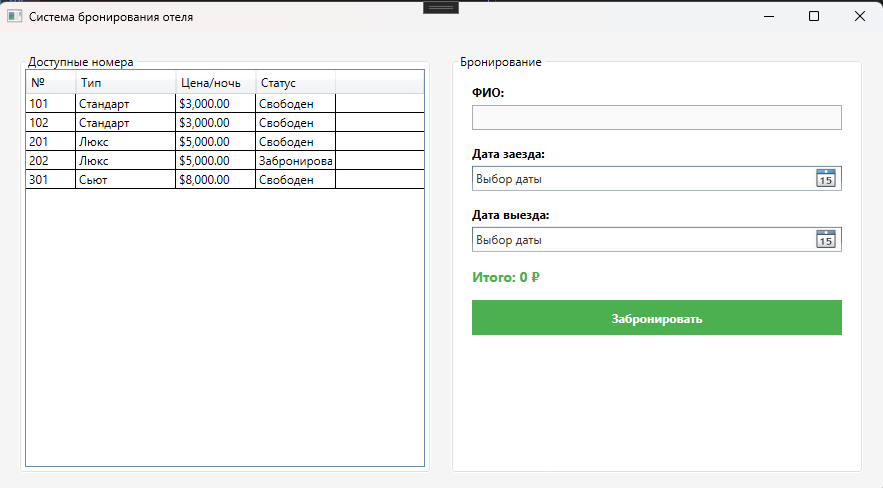 Система бронирования отеля
Доступные номера
№ Тип Цена/ночь Статус
101 Стандарт $3,000.00 Свободен
102 Стандарт $3,000.00 Свободен
201 Люкс $5,000.00 Свободен
202 Люкс $5,000.00 Забронирова
301 Сьют $8,000.00 Свободен
Бронирование
ФИО:
Дата заезда:
Выбор даты 15
Дата выезда:
Выбор даты 15
Итого: 0 ₽
Забронировать